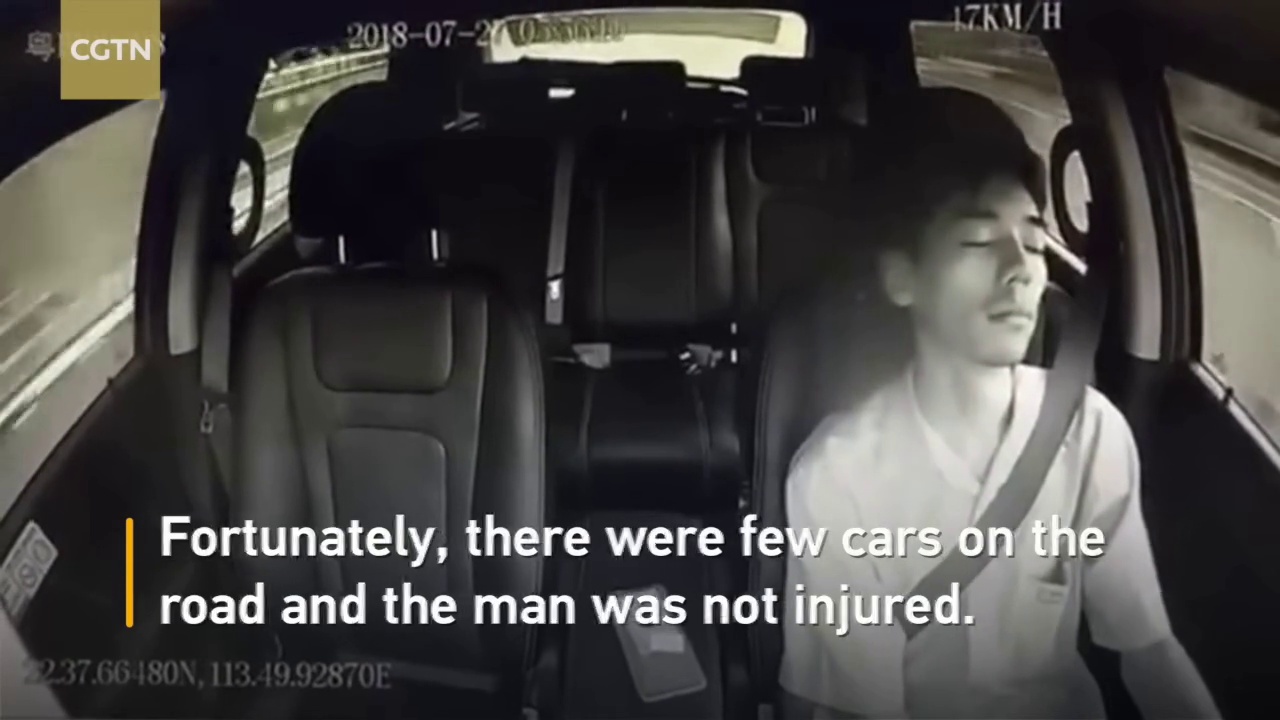 CGTN
2018-07-27
17KM/H
Fortunately, there were few cars on the
road and the man was not injured.
22.37.66480N, 113.49.92870E